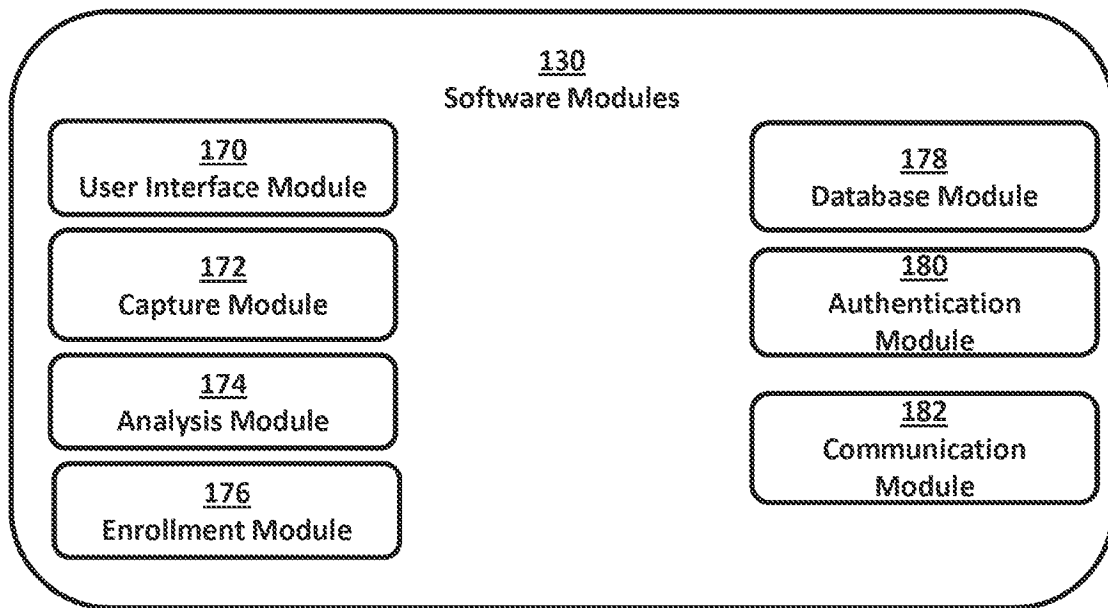 130
Software Modules
170
User Interface Module
172
Capture Module
174
Analysis Module
176
Enrollment Module
178
Database Module
180
Authentication
Module
182
Communication
Module